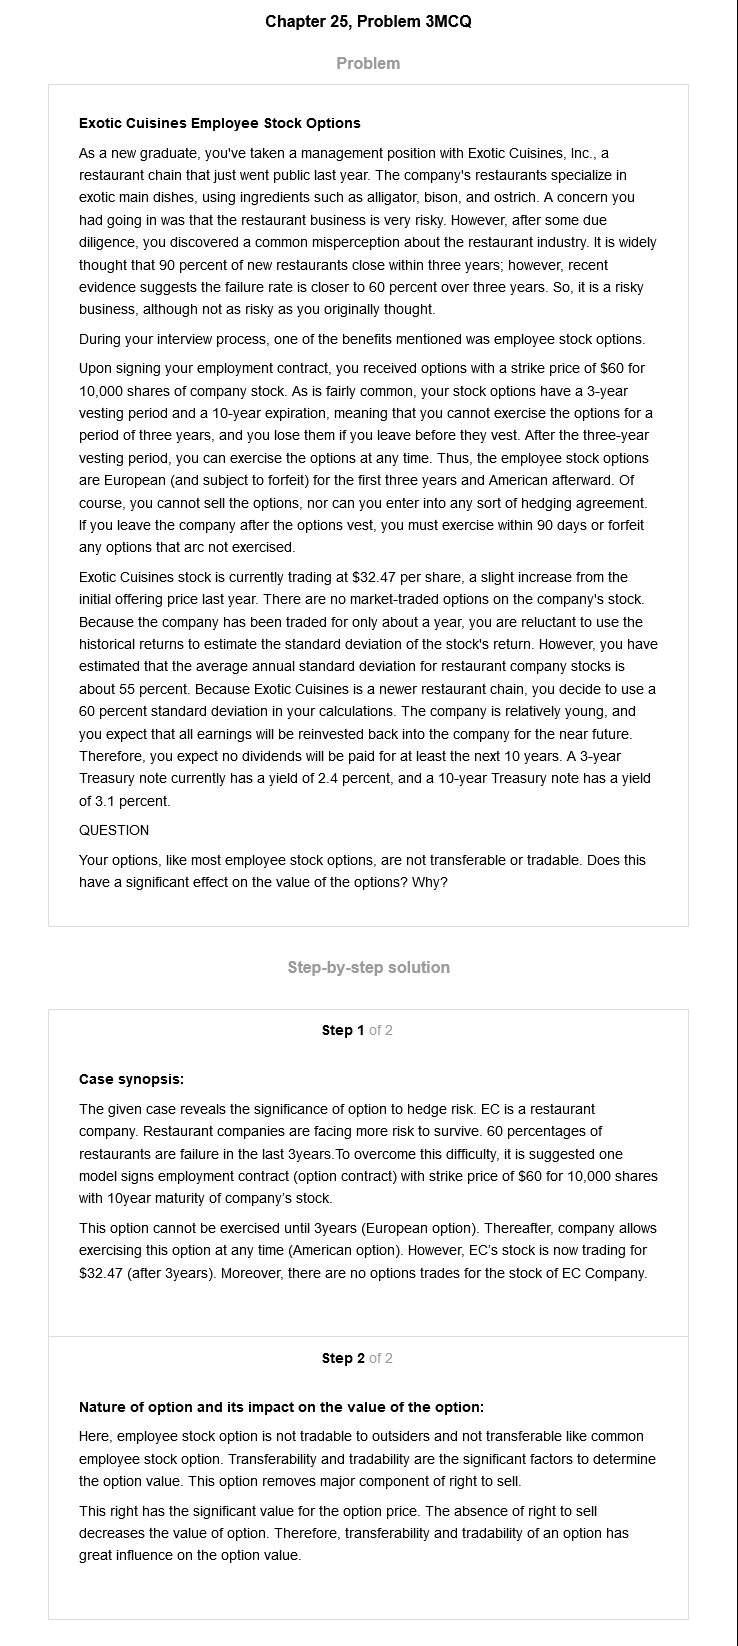 Chapter 25, Problem 3MCQ
Problem
Exotic Cuisines Employee Stock Options
As a new graduate, you've taken a management position with Exotic Cuisines, Inc., a
restaurant chain that just went public last year. The company's restaurants specialize in
exotic main dishes, using ingredients such as alligator, bison, and ostrich. A concern you
had going in was that the restaurant business is very risky. However, after some due
diligence, you discovered a common misperception about the restaurant industry. It is widely
thought that 90 percent of new restaurants close within three years; however, recent
evidence suggests the failure rate is closer to 60 percent over three years. So, it is a risky
business, although not as risky as you originally thought.
During your interview process, one of the benefits mentioned was employee stock options.
Upon signing your employment contract, you received options with a strike price of $60 for
10,000 shares of company stock. As is fairly common, your stock options have a 3-year
vesting period and a 10-year expiration, meaning that you cannot exercise the options for a
period of three years, and you lose them if you leave before they vest. After the three-year
vesting period, you can exercise the options at any time. Thus, the employee stock options
are European (and subject to forfeit) for the first three years and American afterward. Of
course, you cannot sell the options, nor can you enter into any sort of hedging agreement.
If you leave the company after the options vest, you must exercise within 90 days or forfeit
any options that arc not exercised.
Exotic Cuisines stock is currently trading at $32.47 per share, a slight increase from the
initial offering price last year. There are no market-traded options on the company's stock.
Because the company has been traded for only about a year, you are reluctant to use the
historical returns to estimate the standard deviation of the stock's return. However, you have
estimated that the average annual standard deviation for restaurant company stocks is
about 55 percent. Because Exotic Cuisines is a newer restaurant chain, you decide to use a
60 percent standard deviation in your calculations. The company is relatively young, and
you expect that all earnings will be reinvested back into the company for the near future.
Therefore, you expect no dividends will be paid for at least the next 10 years. A 3-year
Treasury note currently has a yield of 2.4 percent, and a 10-year Treasury note has a yield
of 3.1 percent.
QUESTION
Your options, like most employee stock options, are not transferable or tradable. Does this
have a significant effect on the value of the options? Why?
Step-by-step solution
Step 1 of 2
Case synopsis:
The given case reveals the significance of option to hedge risk. EC is a restaurant
company. Restaurant companies are facing more risk to survive. 60 percentages of
restaurants are failure in the last 3years.To overcome this difficulty, it is suggested one
model signs employment contract (option contract) with strike price of $60 for 10,000 shares
with 10year maturity of company's stock.
This option cannot be exercised until 3years (European option). Thereafter, company allows
exercising this option at any time (American option). However, EC's stock is now trading for
$32.47 (after 3years). Moreover, there are no options trades for the stock of EC Company.
Step 2 of 2
Nature of option and its impact on the value of the option:
Here, employee stock option is not tradable to outsiders and not transferable like common
employee stock option. Transferability and tradability are the significant factors to determine
the option value. This option removes major component of right to sell.
This right has the significant value for the option price. The absence of right to sell
decreases the value of option. Therefore, transferability and tradability of an option has
great influence on the option value.